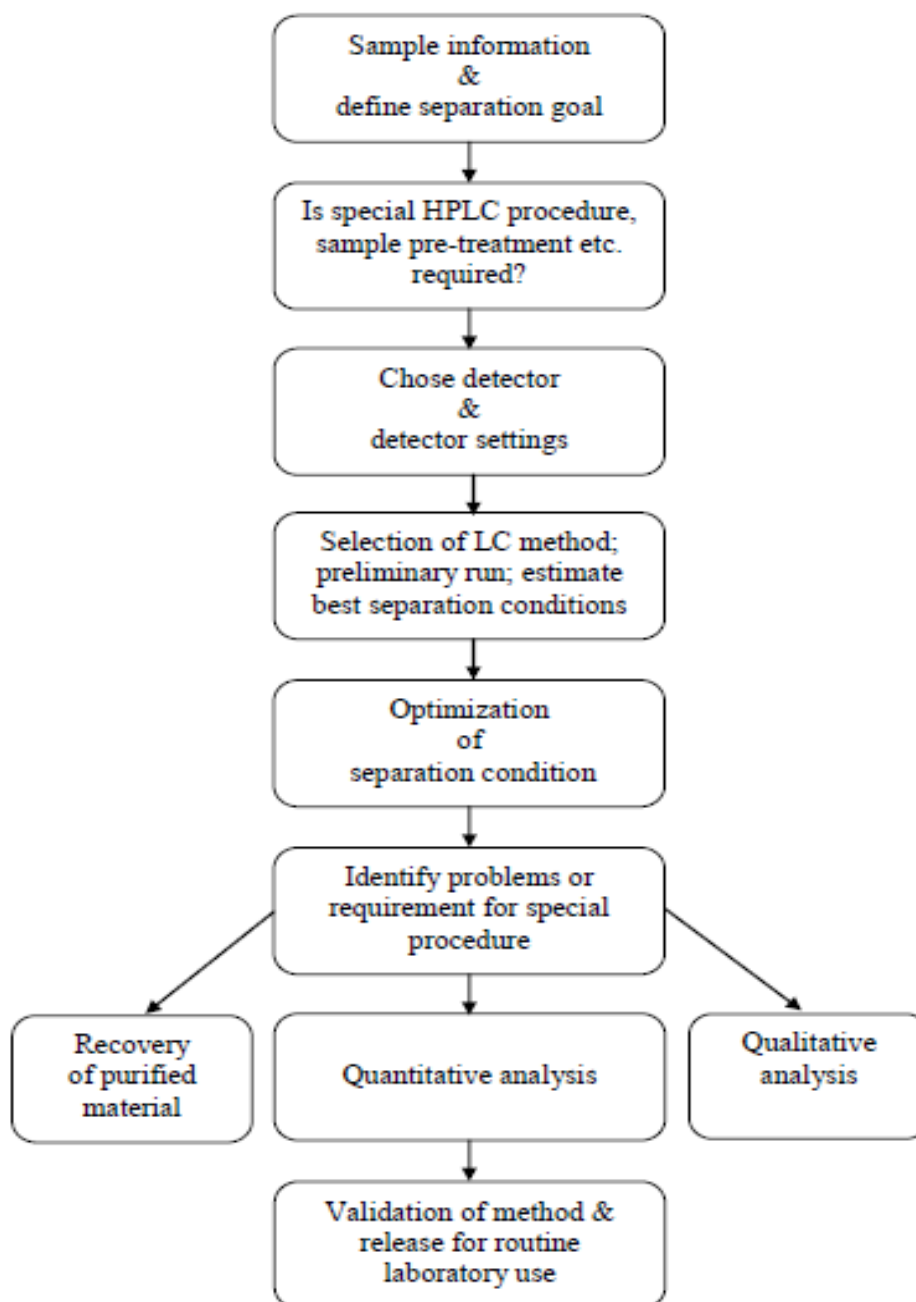 Sample information
&
define separation goal
Is special HPLC procedure,
sample pre-treatment etc.
required?
Chose detector
&
detector settings
Selection of LC method;
preliminary run; estimate
best separation conditions
Optimization
of
separation condition
Identify problems or
requirement for special
procedure
Recovery
of purified
material
Quantitative analysis
Qualitative
analysis
Validation of method &
release for routine
laboratory use